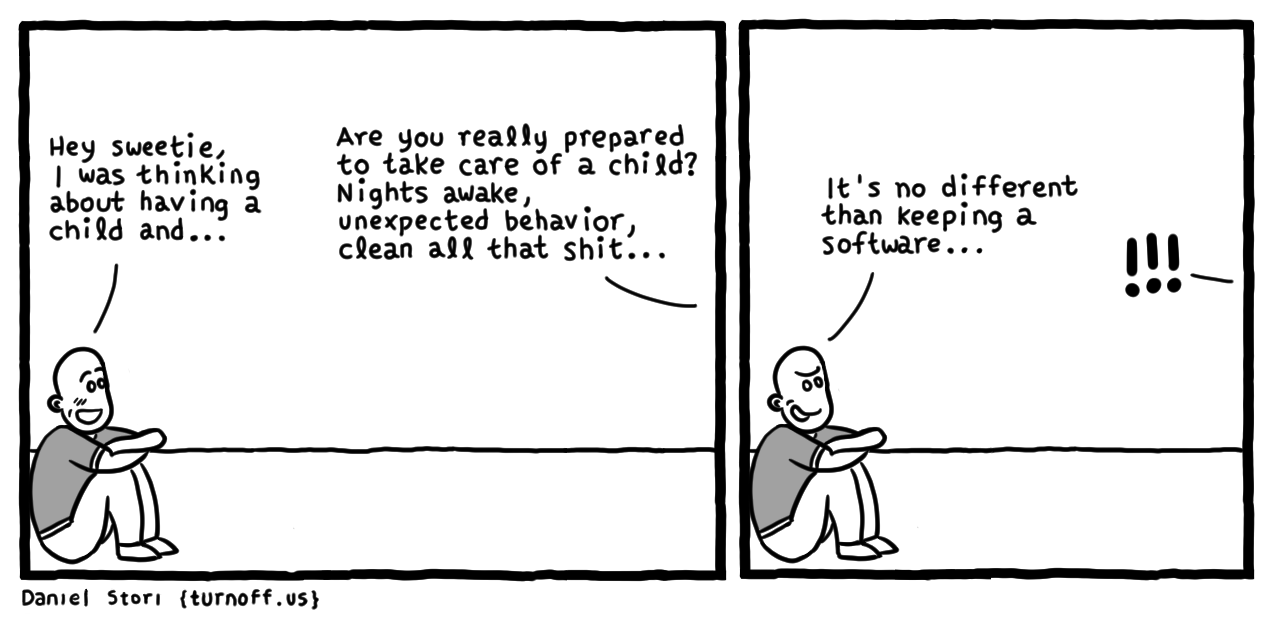 Hey sweetie,
I was thinking
about having a
child and...
Are you really prepared
to take care of a child?
Nights awake,
unexpected behavior,
clean all that shit...
It's no different
than keeping a
software...
!!!
Daniel Stori {turnoff.us}